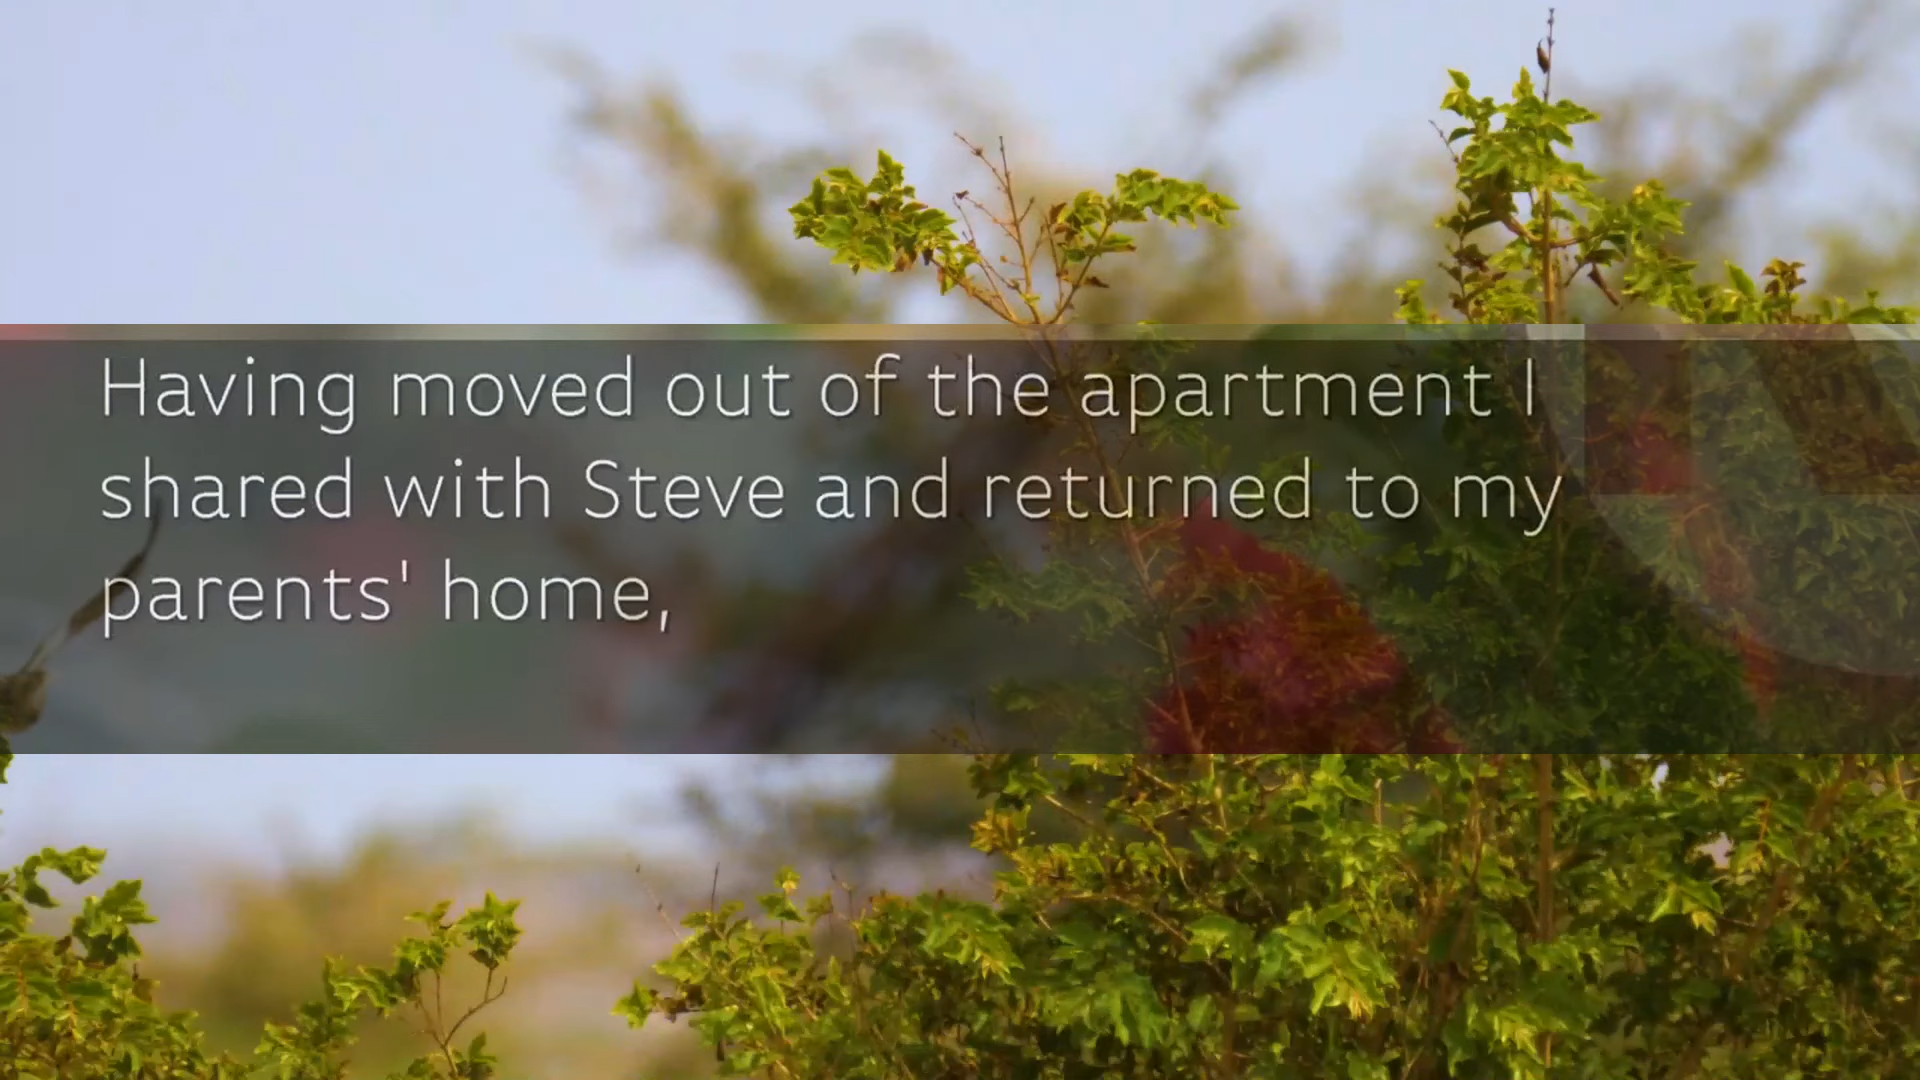 Having moved out of the apartment I
shared with Steve and returned to my
parents' home,